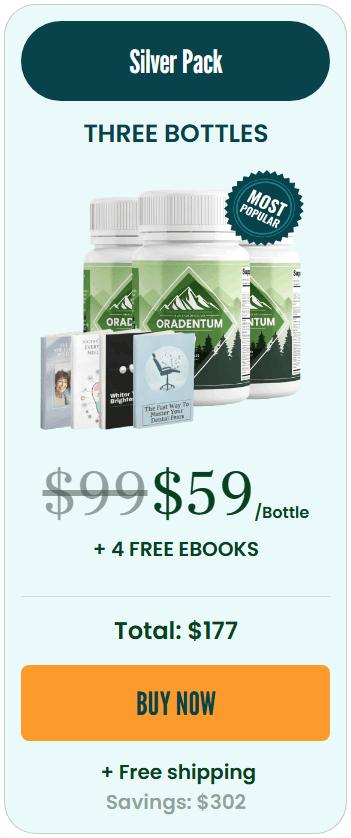 Silver Pack
THREE BOTTLES
MOST
POPULAR
ORADENTUM
The Fast Way To
Master Your
Dental Fears
$99 $59 /Bottle
+ 4 FREE EBOOKS
Total: $177
BUY NOW
+ Free shipping
Savings: $302